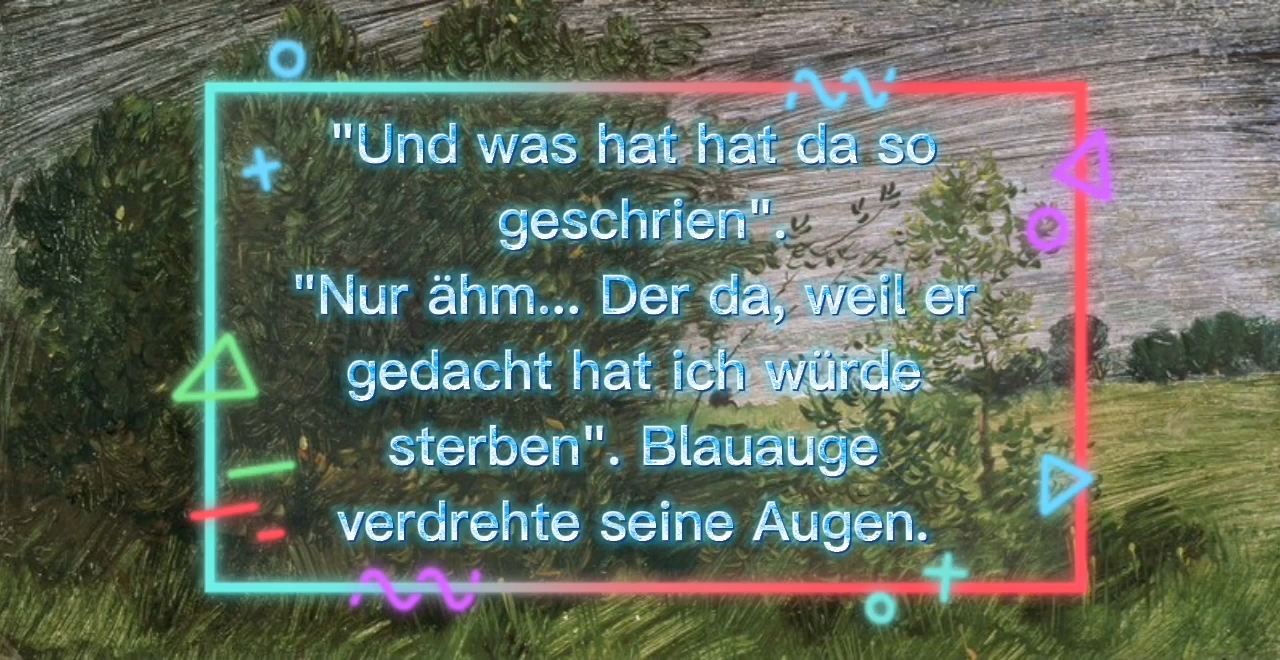 "Und was hat hat da so
geschrien".
"Nur ähm... Der da, weil er
gedacht hat ich würde
sterben". Blauauge
verdrehte seine Augen.